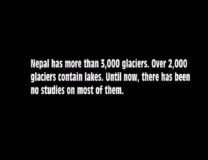 Nepal has more than 3,000 glaciers. Over 2,000
glaciers contain lakes. Until now, there has been
no studies on most of them.